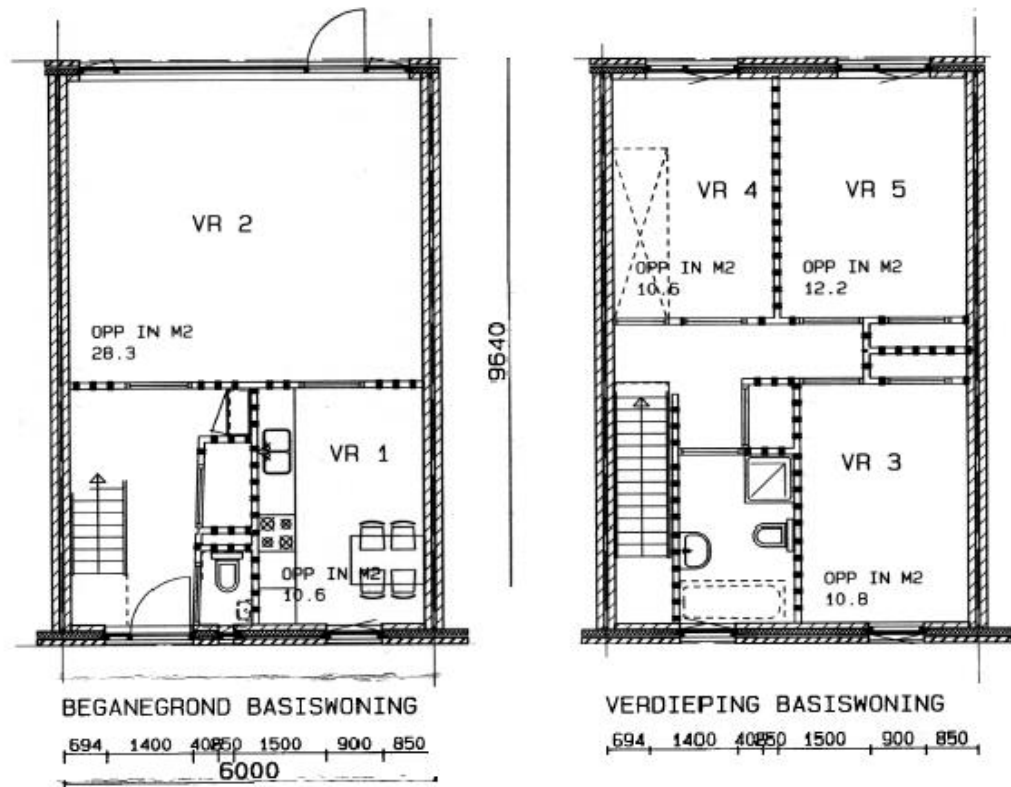 VR 2
OPP IN M2
28.3
VR 1
OPP IN M2
10.6
9640
BEGANEGROND BASISWONING
694 1400 408 250 1500 900 850
6000
VR 4
VR 5
OPP IN M2
10.6
OPP IN M2
12.2
VR 3
OPP IN M2
10.8
VERDIEPING BASISWONING
694 1400 408 250 1500 900 850